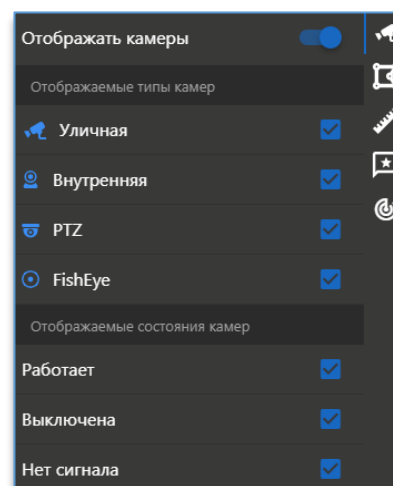 Отображать камеры
Отображаемые типы камер
Уличная
Внутренняя
PTZ
FishEye
Отображаемые состояния камер
Работает
Выключена
Нет сигнала